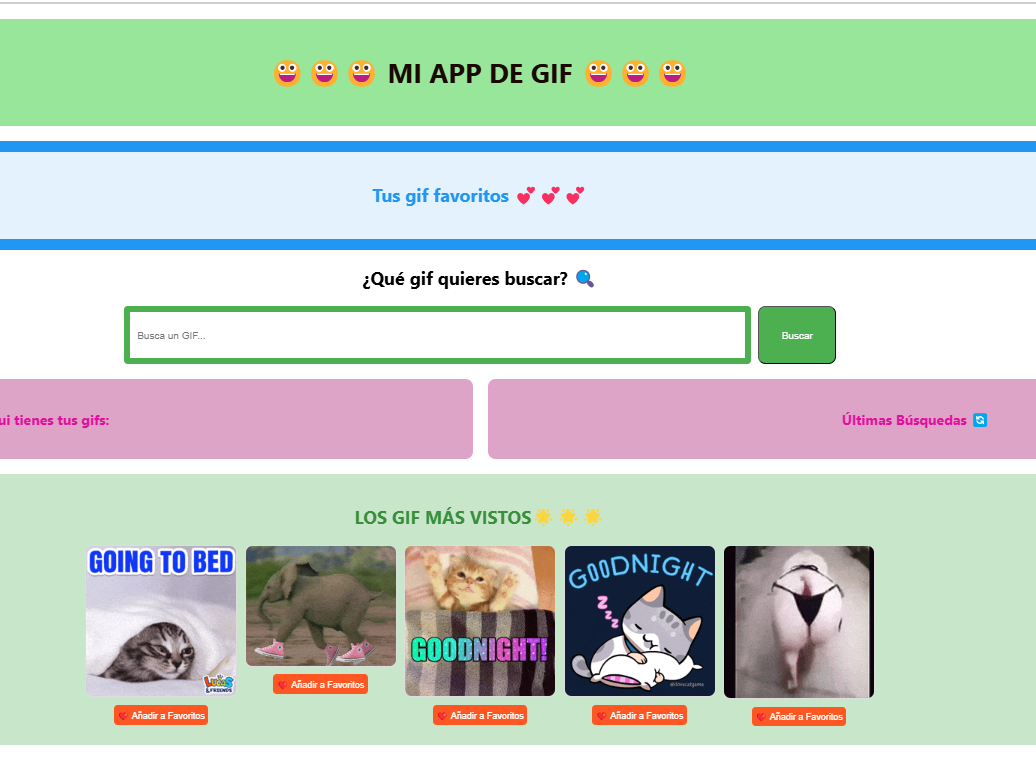 MI APP DE GIF
Tus gif favoritos
¿Qué gif quieres buscar?
Busca un GIF...
Buscar
ui tienes tus gifs:
Últimas Búsquedas
LOS GIF MÁS VISTOS
GOING TO BED
Lucas
& FRIENDS
GOODNIGHT!
GOODNIGHT
z z z
Añadir a Favoritos
Añadir a Favoritos
Añadir a Favoritos
Añadir a Favoritos
Añadir a Favoritos